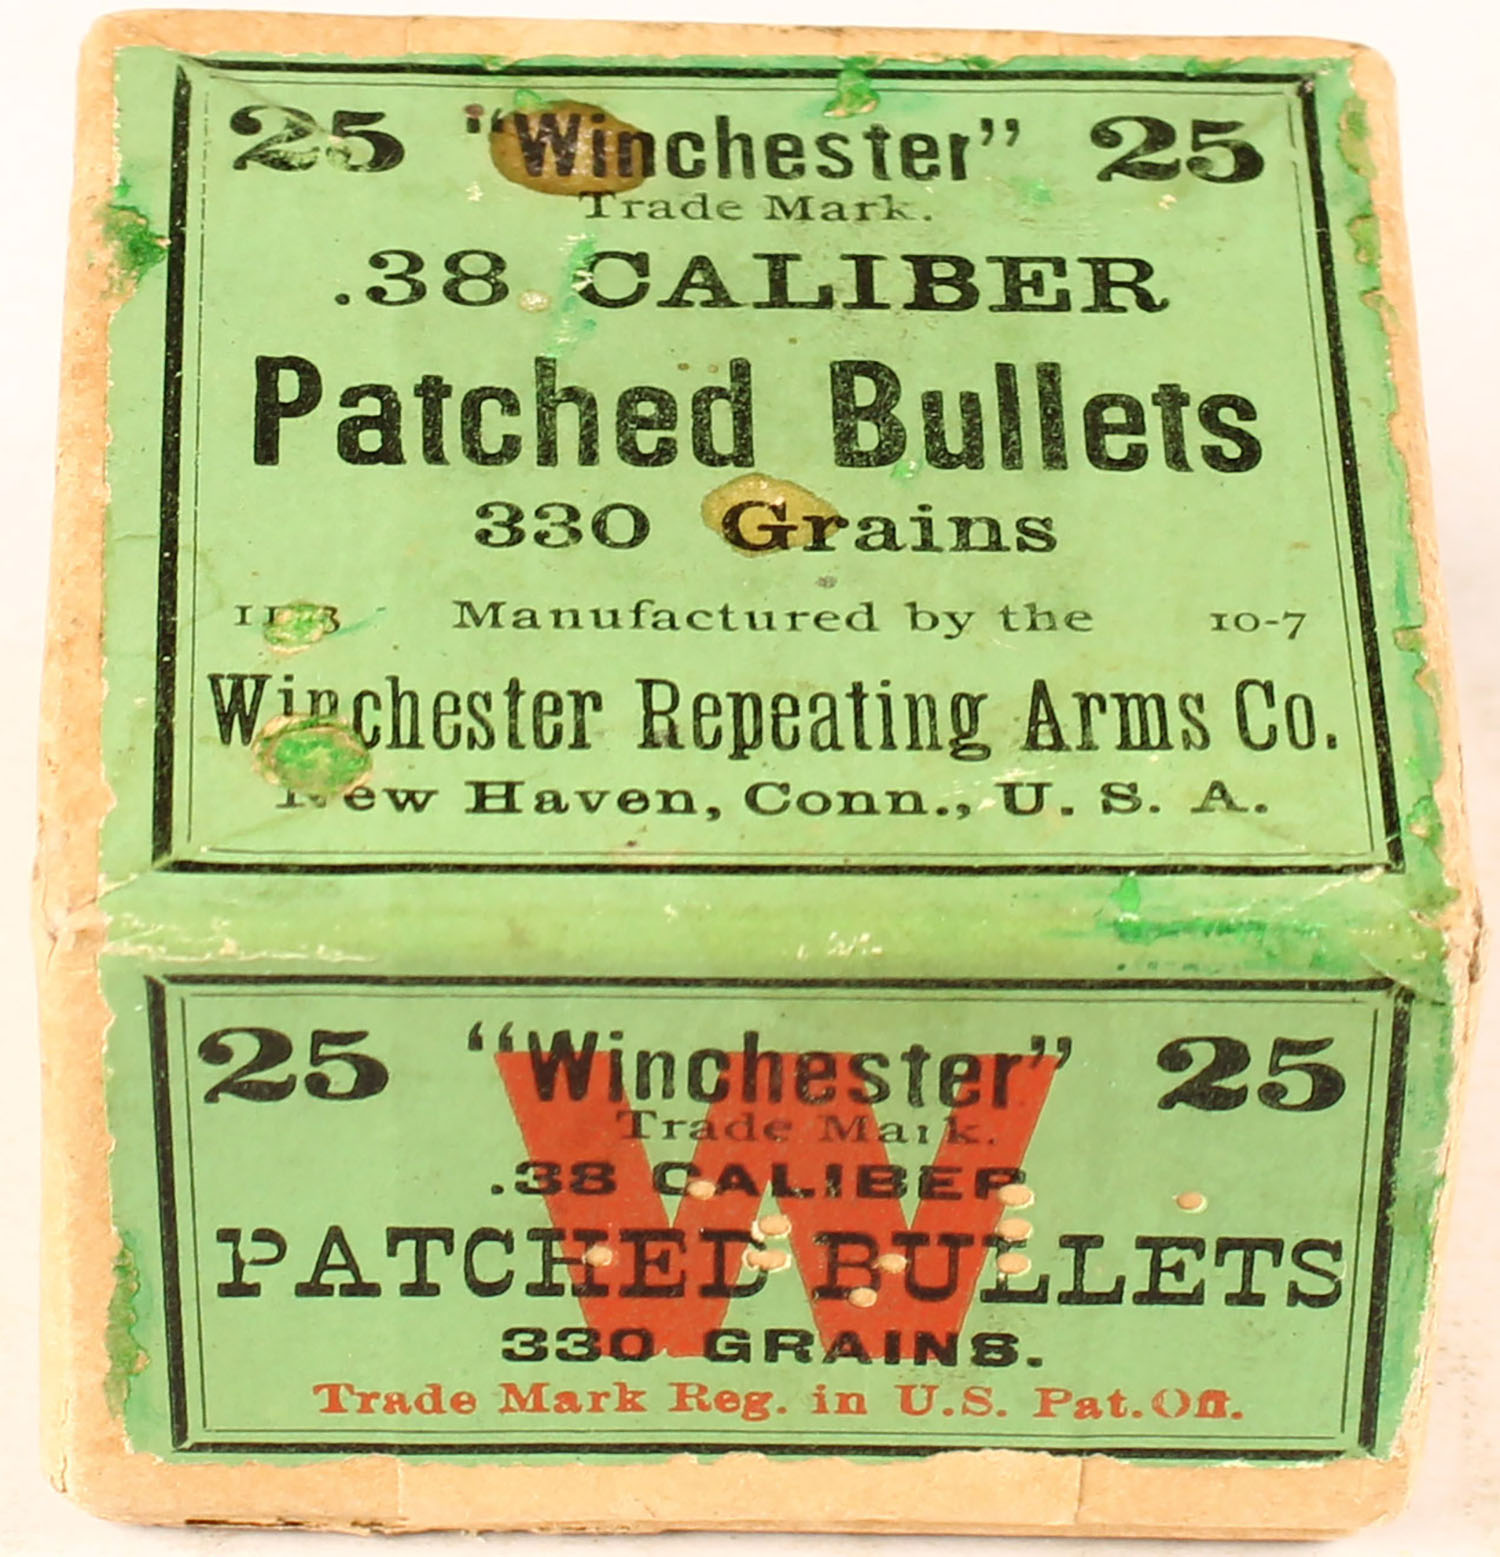 25 "Winchester" 25
Trade Mark.
.38 CALIBER
Patched Bullets
330 Grains
Manufactured by the 10-7
Winchester Repeating Arms Co.
New Haven, Conn., U. S. A.
25 "Winchester" 25
Trade Mark.
.38 CALIBER
PATCHED BULLETS
330 GRAINS.
Trade Mark Reg. in U.S. Pat. Off.